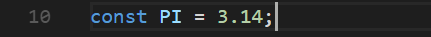 10 const PI = 3.14;